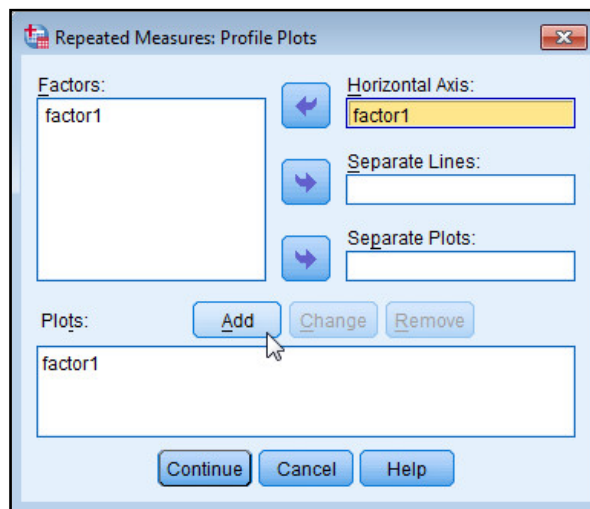 Repeated Measures: Profile Plots
Factors:
factor1
Horizontal Axis:
factor1
Separate Lines:
Separate Plots:
Plots:
Add
Change
Remove
factor1
Continue
Cancel
Help